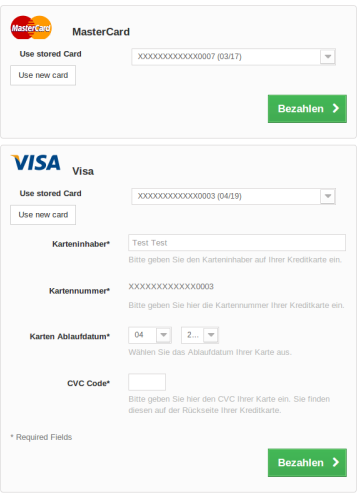 MasterCard
MasterCard
Use stored Card
XXXXXXXXXXXX0007 (03/17)
Use new card
Bezahlen
VISA
Visa
Use stored Card
XXXXXXXXXXXX0003 (04/19)
Use new card
Karteninhaber*
Test Test
Bitte geben Sie den Karteninhaber auf Ihrer Kreditkarte ein.
Kartennummer*
XXXXXXXXXXXX0003
Bitte geben Sie hier die Kartennummer Ihrer Kreditkarte ein.
Karten Ablaufdatum*
04
2...
Wählen Sie das Ablaufdatum Ihrer Karte aus.
CVC Code*
Bitte geben Sie hier den CVC Ihrer Karte ein. Sie finden
diesen auf der Rückseite Ihrer Kreditkarte.
* Required Fields
Bezahlen